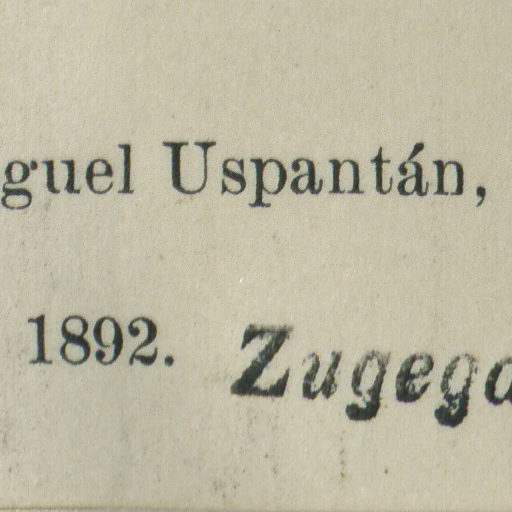 guel Uspantán,
1892. Zugega